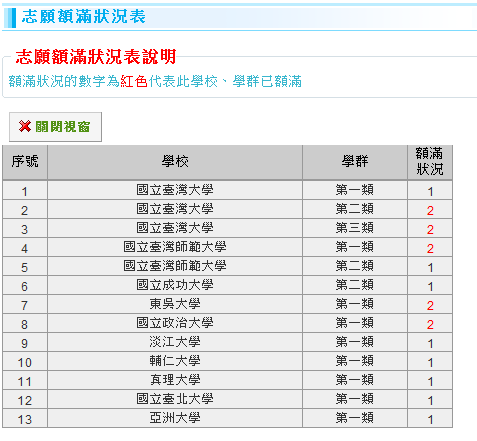 志願額滿狀況表
志願額滿狀況表說明
額滿狀況的數字為紅色代表此學校、學群已額滿
關閉視窗
序號 學校 學群 額滿狀況
1 國立臺灣大學 第一類 1
2 國立臺灣大學 第二類 2
3 國立臺灣大學 第三類 2
4 國立臺灣師範大學 第一類 2
5 國立臺灣師範大學 第二類 1
6 國立成功大學 第二類 1
7 東吳大學 第一類 2
8 國立政治大學 第一類 2
9 淡江大學 第一類 1
10 輔仁大學 第一類 1
11 真理大學 第一類 1
12 國立臺北大學 第一類 1
13 亞洲大學 第一類 1